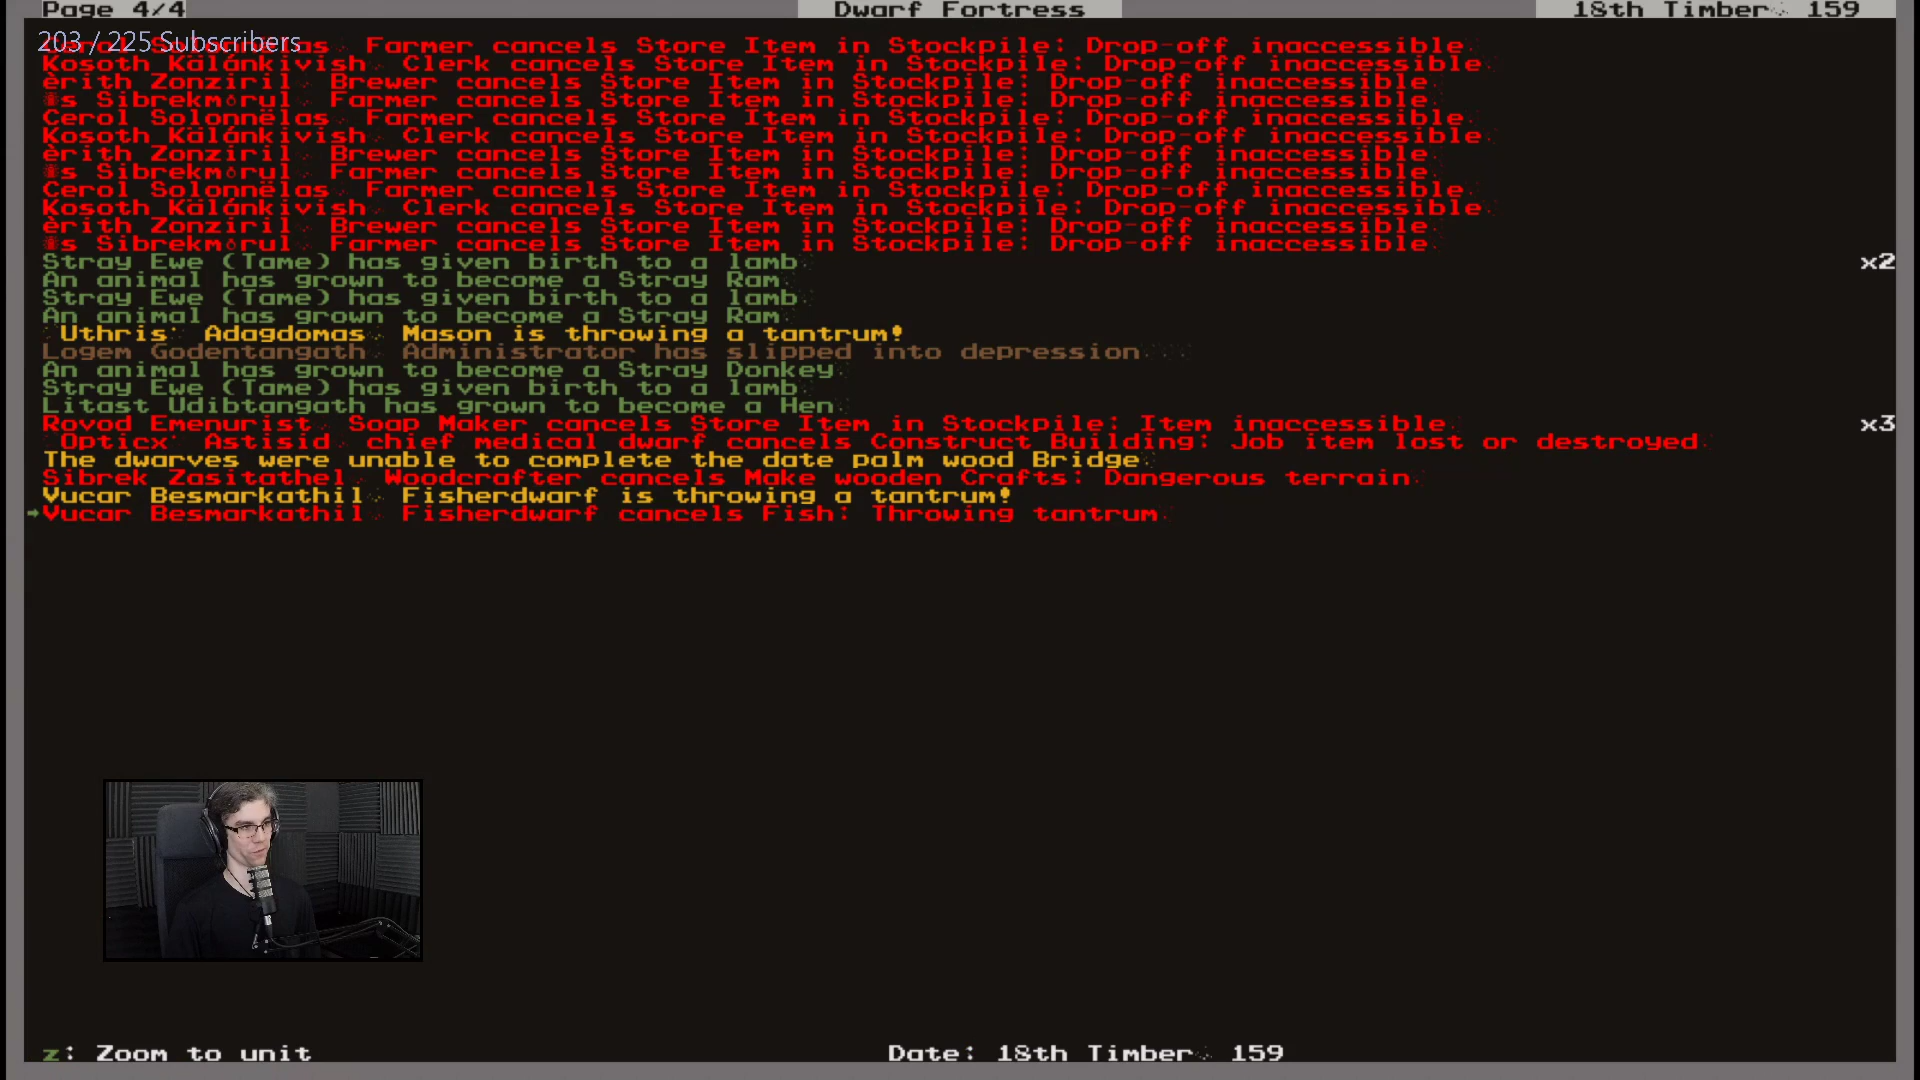 Page 4/4 Dwarf Fortress 18th Timber 159
203 / 225 Subscribers
Farmer cancels Store Item in Stockpile: Drop-off inaccessible
Kosoth Kälánkivish Clerk cancels Store Item in Stockpile: Drop-off inaccessible
èrith Zonziril Brewer cancels Store Item in Stockpile: Drop-off inaccessible
s Sibrekmorul Farmer cancels Store Item in Stockpile: Drop-off inaccessible
Cerol Solonnëlas Farmer cancels Store Item in Stockpile: Drop-off inaccessible
Kosoth Kälánkivish Clerk cancels Store Item in Stockpile: Drop-off inaccessible
èrith Zonziril Brewer cancels Store Item in Stockpile: Drop-off inaccessible
s Sibrekmorul Farmer cancels Store Item in Stockpile: Drop-off inaccessible
Cerol Solonnëlas Farmer cancels Store Item in Stockpile: Drop-off inaccessible
Kosoth Kälánkivish Clerk cancels Store Item in Stockpile: Drop-off inaccessible
èrith Zonziril Brewer cancels Store Item in Stockpile: Drop-off inaccessible
s Sibrekmorul Farmer cancels Store Item in Stockpile: Drop-off inaccessible
Stray Ewe (Tame) has given birth to a lamb x2
An animal has grown to become a Stray Ram
Stray Ewe (Tame) has given birth to a lamb
An animal has grown to become a Stray Ram
Uthris Adagdomas Mason is throwing a tantrum!
Logem Godentangath Administrator has slipped into depression
An animal has grown to become a Stray Donkey
Stray Ewe (Tame) has given birth to a lamb
Litast Udibtangath has grown to become a Hen
Rovod Emenurist Soap Maker cancels Store Item in Stockpile: Item inaccessible x3
Opticx Astisid chief medical dwarf cancels Construct Building: Job item lost or destroyed
The dwarves were unable to complete the date palm wood Bridge
Sibrek Zasitathel Woodcrafter cancels Make wooden Crafts: Dangerous terrain
Vucar Besmarkathil Fisherdwarf is throwing a tantrum!
Vucar Besmarkathil Fisherdwarf cancels Fish: Throwing tantrum
z: Zoom to unit Date: 18th Timber 159